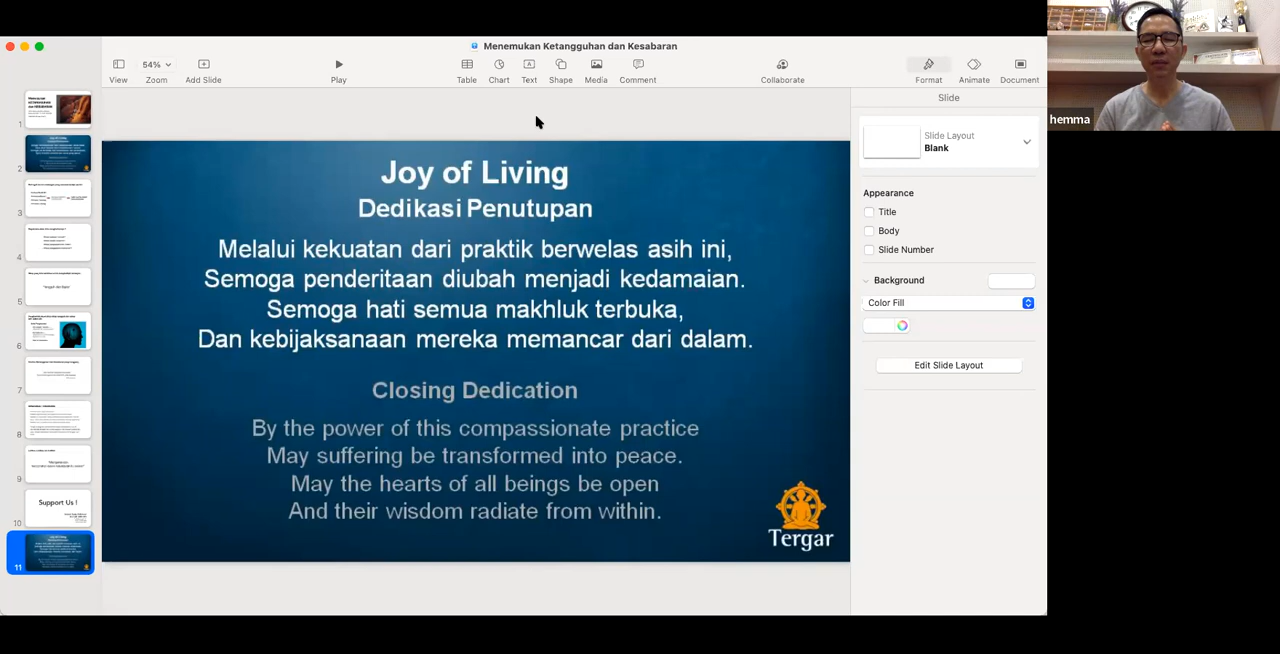 Menemukan Ketangguhan dan Kesabaran
54%
View
Zoom
Add Slide
Play
Table
Chart
Text
Shape
Media
Comment
Collaborate
Format
Animate
Document
hemma
Slide
Slide Layout
Blank
Appearance
Title
Body
Slide Number
Background
Color Fill
Edit Slide Layout
Joy of Living
Dedikasi Penutupan
Melalui kekuatan dari praktik berwelas asih ini,
Semoga penderitaan diubah menjadi kedamaian.
Semoga hati semua makhluk terbuka,
Dan kebijaksanaan mereka memancar dari dalam.
Closing Dedication
By the power of this compassionate practice
May suffering be transformed into peace.
May the hearts of all beings be open
And their wisdom radiate from within.
Tergar
1
2
3
4
5
6
7
8
9
Support Us !
10
11